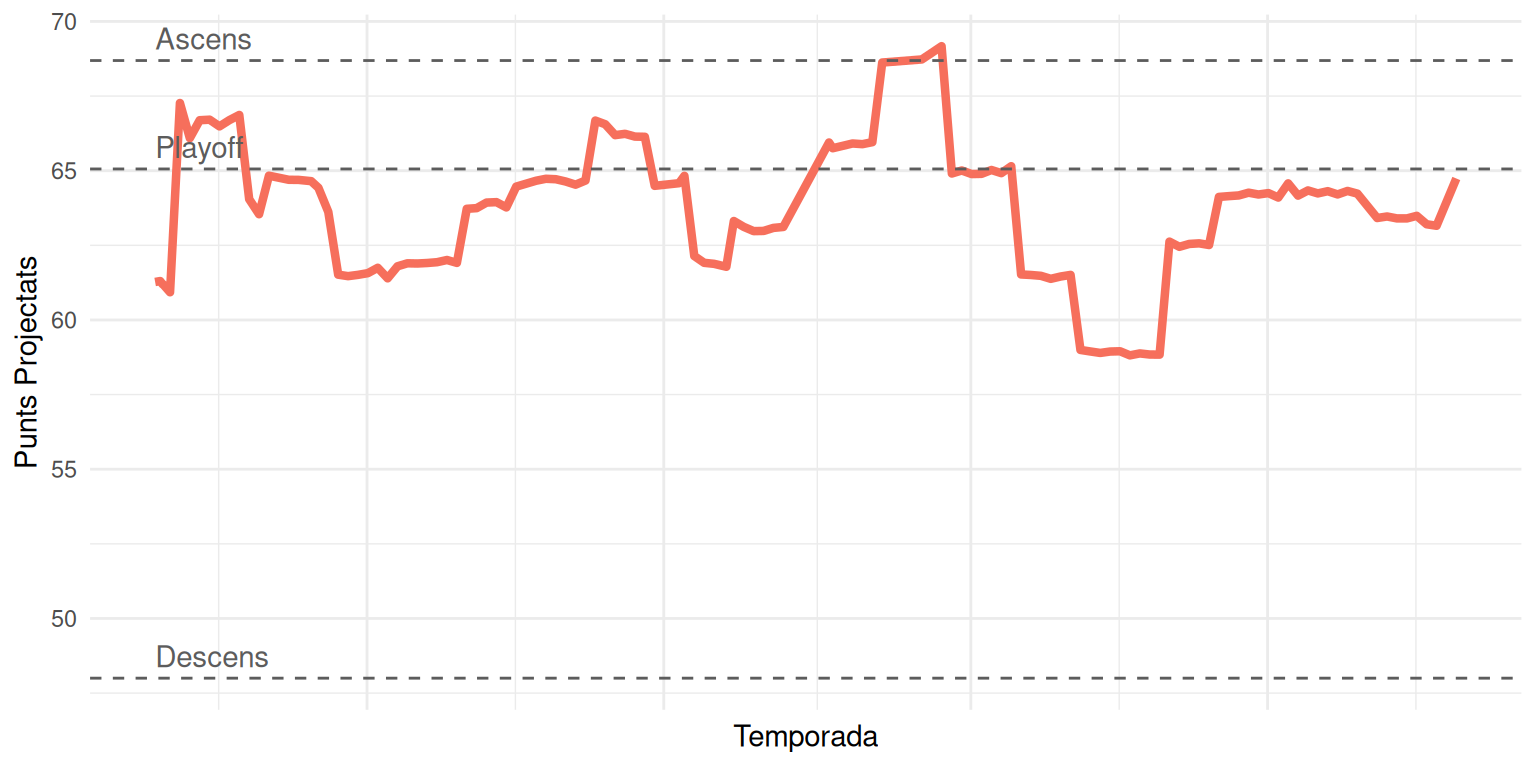 70
Ascens
Playoff
65
Punts Projectats
60
55
50
Descens
Temporada